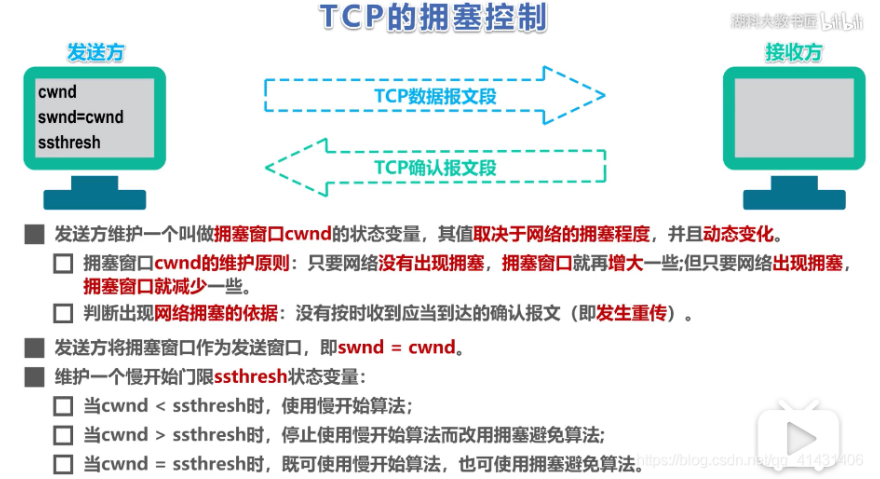 TCP的拥塞控制
湖科大教书匠 bilibili
发送方
接收方
cwnd
swnd=cwnd
ssthresh
TCP数据报文段
TCP确认报文段
发送方维护一个叫做拥塞窗口cwnd的状态变量，其值取决于网络的拥塞程度，并且动态变化。
拥塞窗口cwnd的维护原则：只要网络没有出现拥塞，拥塞窗口就再增大一些;但只要网络出现拥塞，
拥塞窗口就减少一些。
判断出现网络拥塞的依据：没有按时收到应当到达的确认报文（即发生重传）。
发送方将拥塞窗口作为发送窗口，即swnd = cwnd。
维护一个慢开始门限ssthresh状态变量：
当cwnd < ssthresh时，使用慢开始算法；
当cwnd > ssthresh时，停止使用慢开始算法而改用拥塞避免算法;
当cwnd = ssthresh时，既可使用慢开始算法，也可使用拥塞避免算法。
https://blog.csdn.net/qq_41431406